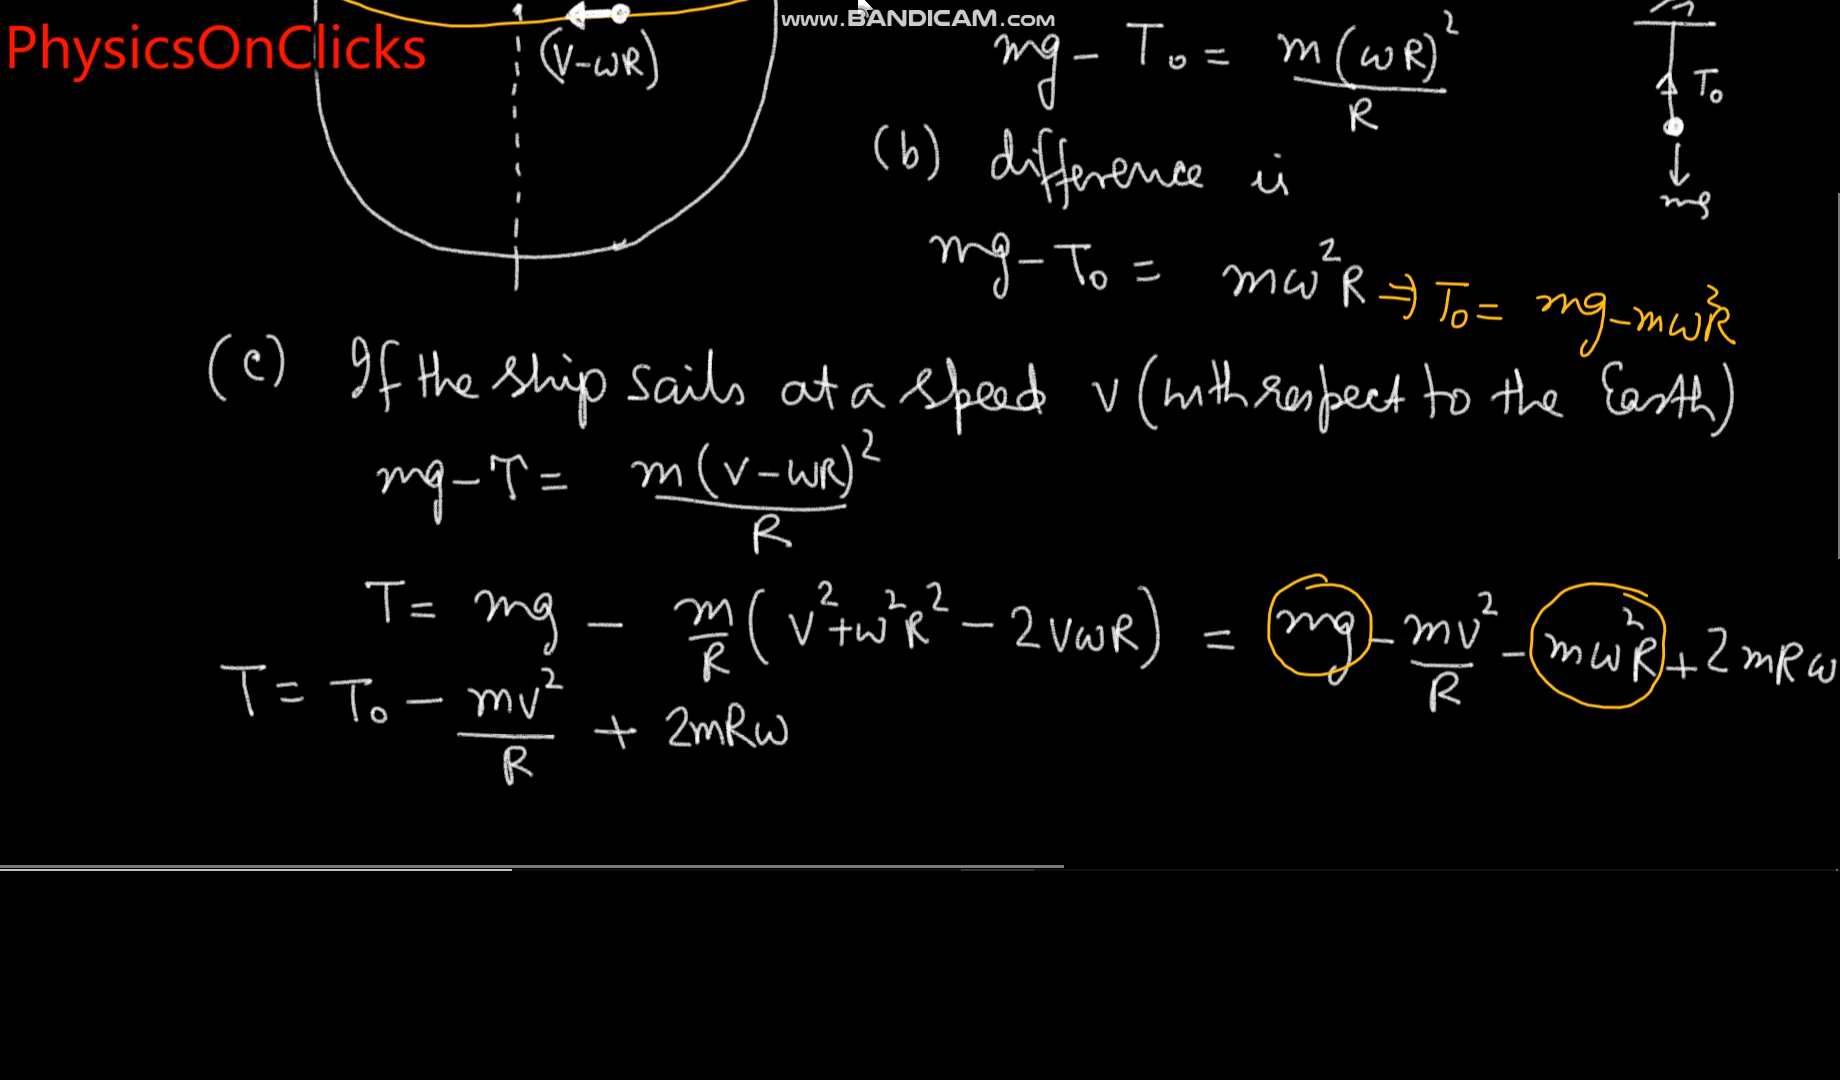 www.BANDICAM.com
PhysicsOnClicks
(V-ωR)
mg - T₀ = m(ωR)² / R
T₀
mg
(b) difference is
mg - T₀ = mω²R ⇒ T₀ = mg - mω²R
(c) If the ship sails at a speed v (with respect to the Earth)
mg - T = m(v - ωR)² / R
T = mg - m/R (v² + ω²R² - 2vωR) = mg - mv²/R - mω²R + 2mRω
T = T₀ - mv²/R + 2mRω